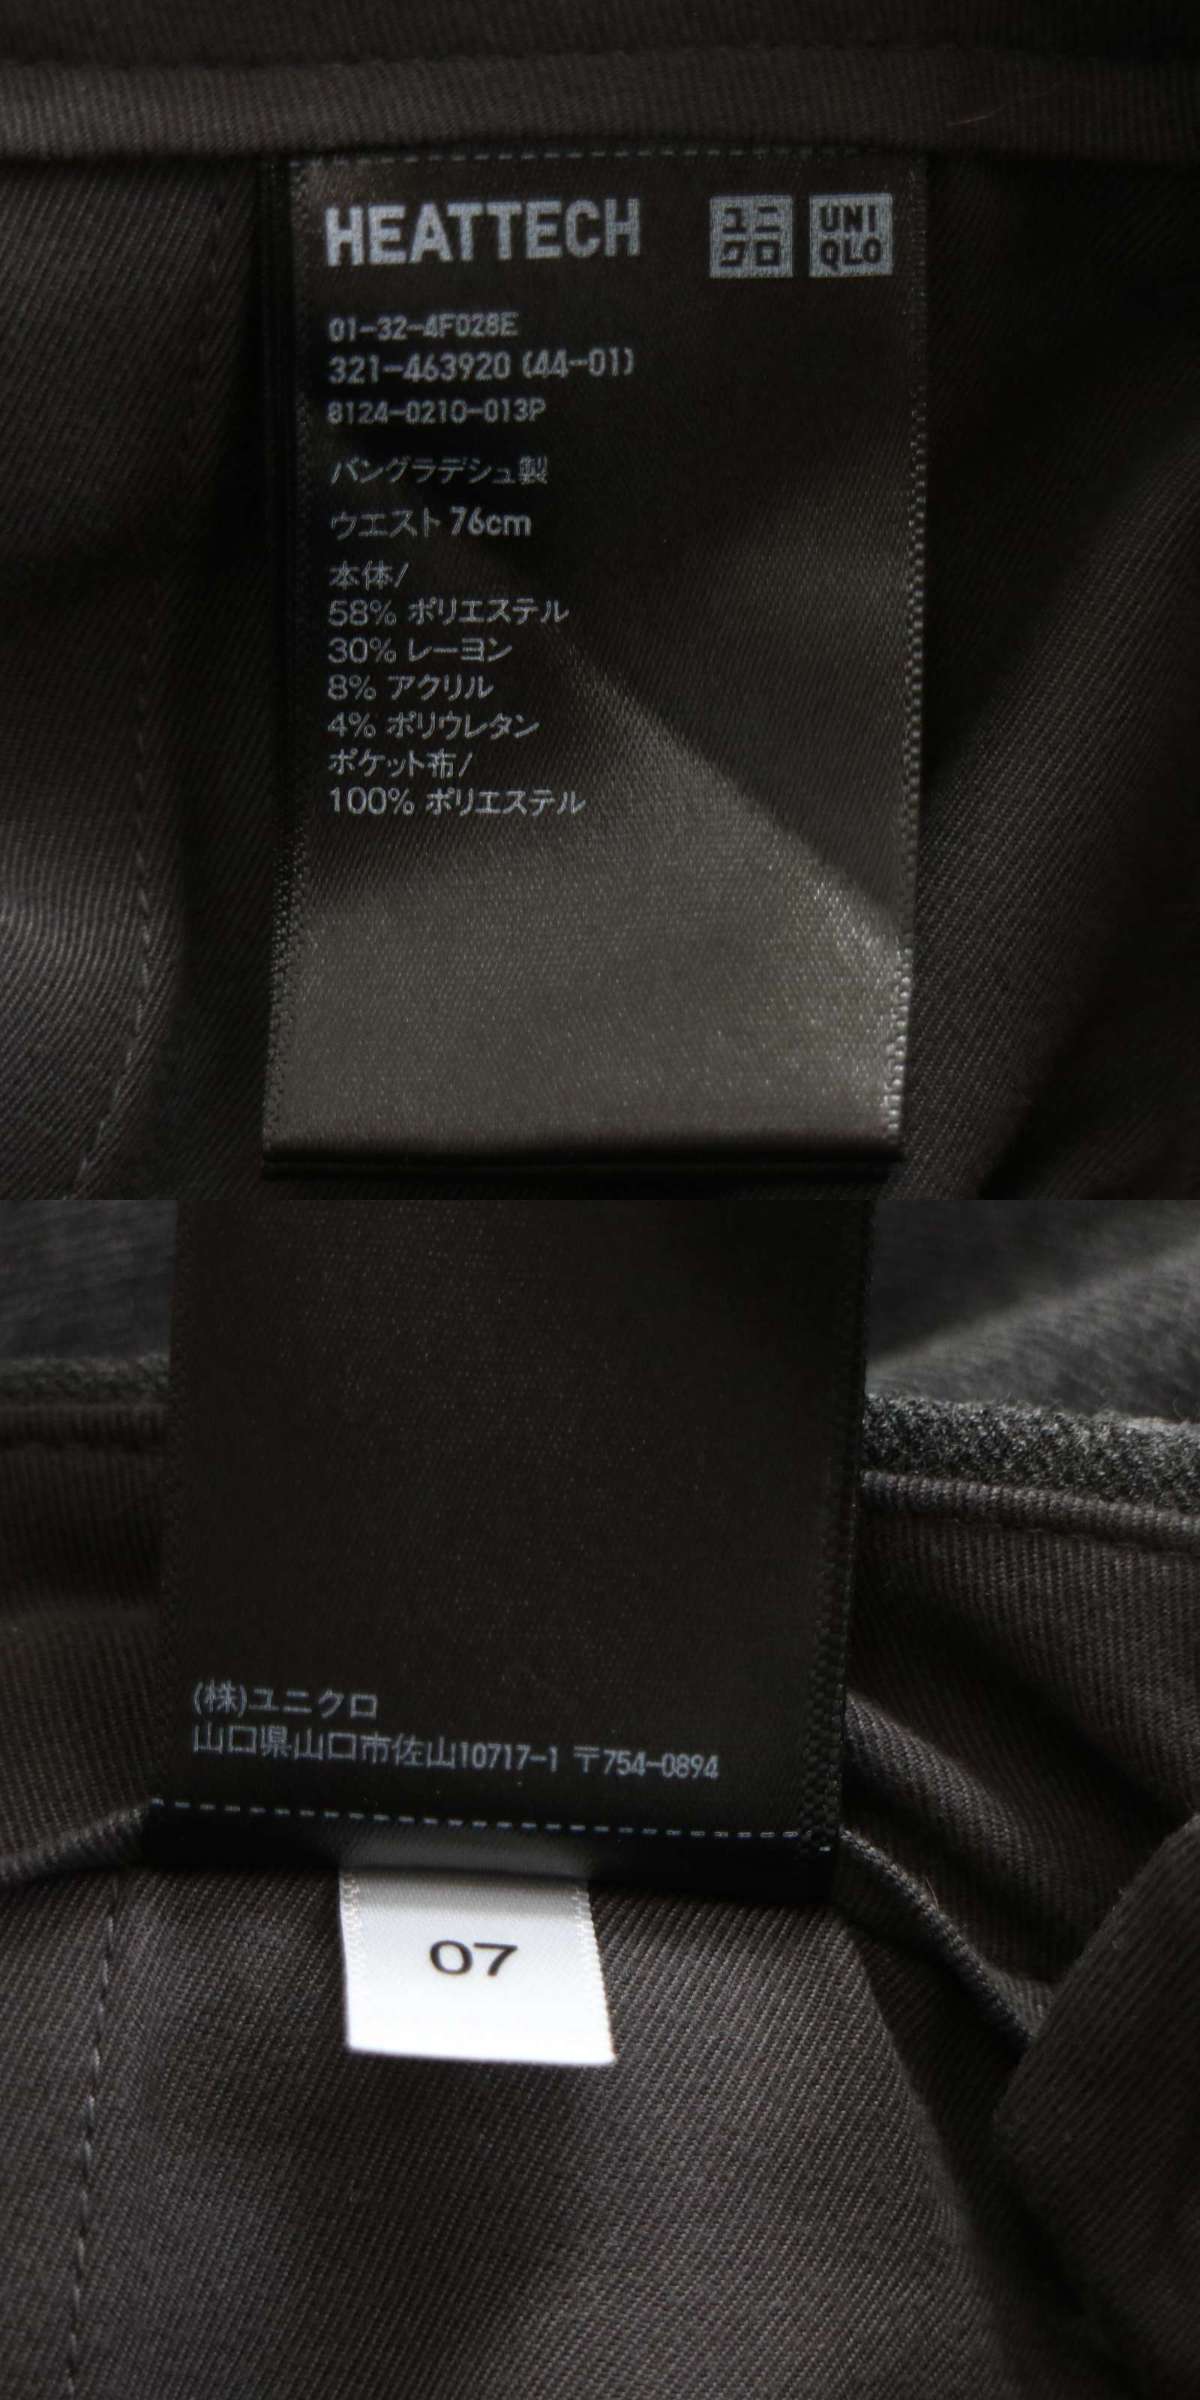 HEATTECH ユニクロ UNIQLO
01-32-4F028E
321-463920 (44-01)
8124-0210-013P
バングラデシュ製
ウエスト 76cm
本体/
58% ポリエステル
30% レーヨン
8% アクリル
4% ポリウレタン
ポケット布/
100% ポリエステル
(株)ユニクロ
山口県山口市佐山10717-1 〒754-0894
07